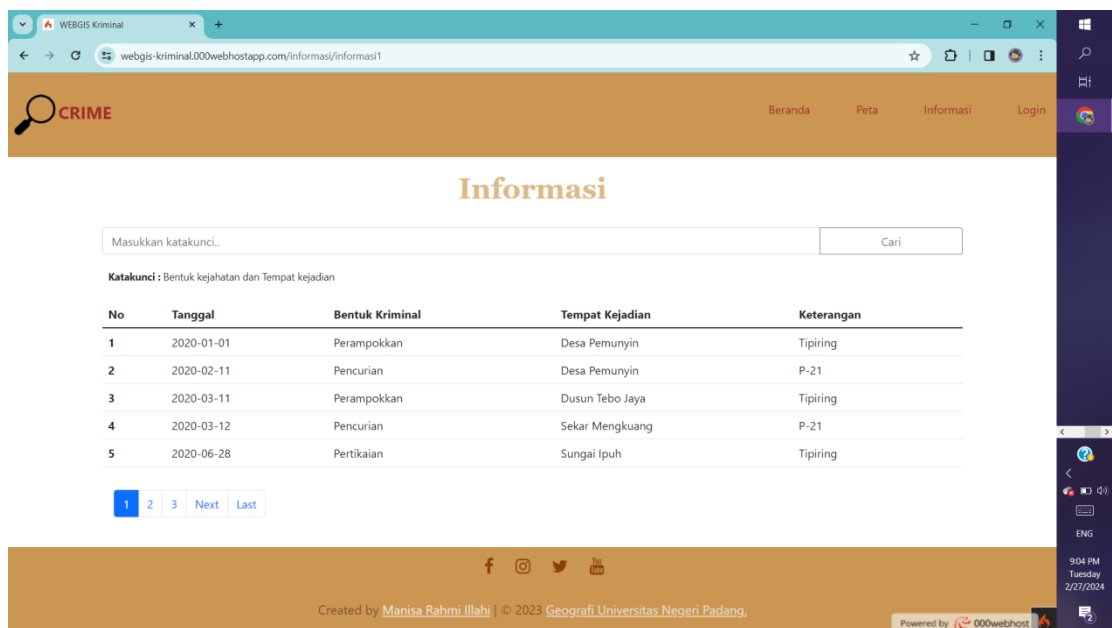 WEBGIS Kriminal
webgis-kriminal.000webhostapp.com/informasi/informasi1
CRIME
Beranda Peta Informasi Login
Informasi
Masukkan katakunci.. Cari
Katakunci : Bentuk kejahatan dan Tempat kejadian
No Tanggal Bentuk Kriminal Tempat Kejadian Keterangan
1 2020-01-01 Perampokkan Desa Pemunyin Tipiring
2 2020-02-11 Pencurian Desa Pemunyin P-21
3 2020-03-11 Perampokkan Dusun Tebo Jaya Tipiring
4 2020-03-12 Pencurian Sekar Mengkuang P-21
5 2020-06-28 Pertikaian Sungai Ipuh Tipiring
1 2 3 Next Last
You Tube
Created by Manisa Rahmi Illahi | © 2023 Geografi Universitas Negeri Padang.
Powered by 000webhost
ENG
9:04 PM
Tuesday
2/27/2024
2